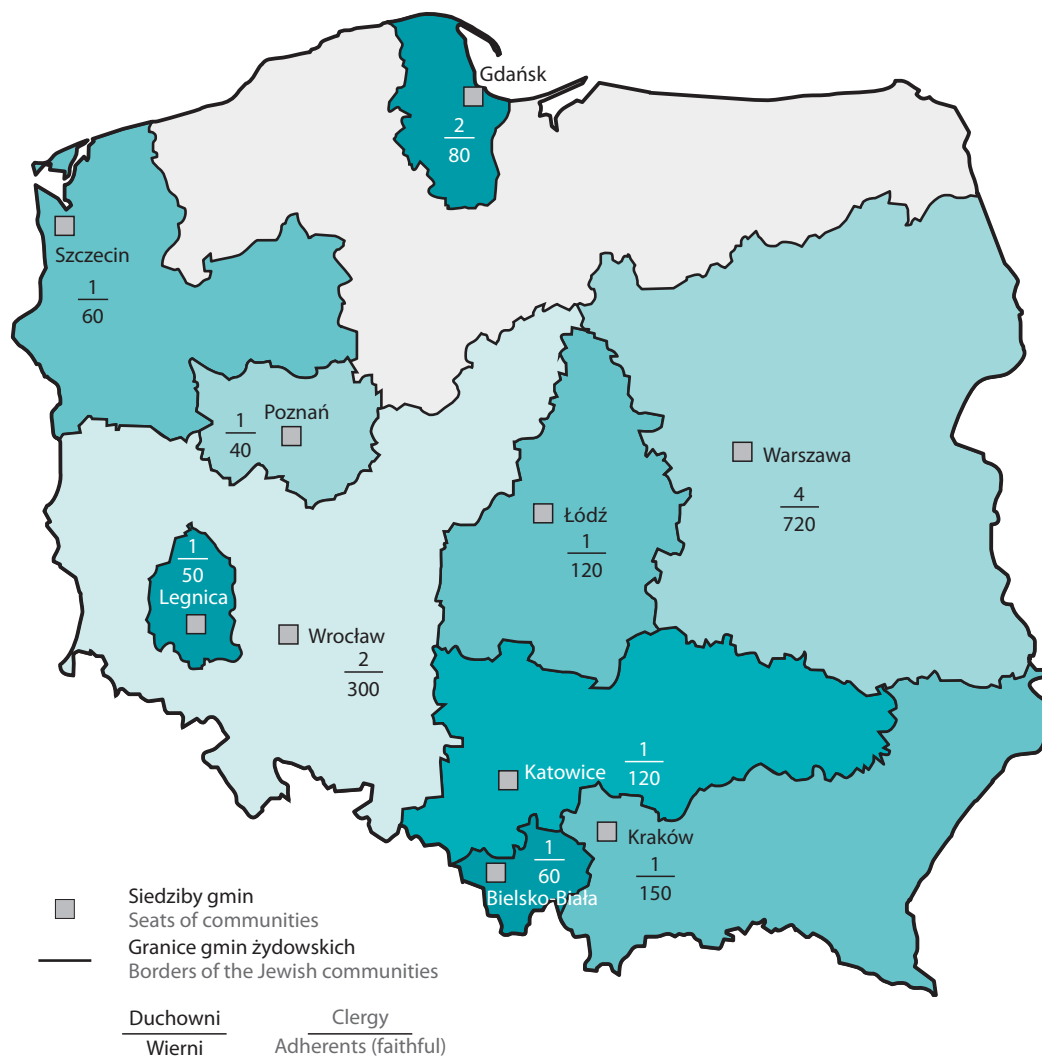 Gdańsk
2
80
Szczecin
1
60
Poznań
1
40
Warszawa
4
720
Łódź
1
120
1
50
Legnica
Wrocław
2
300
Katowice
1
120
Kraków
1
150
1
60
Bielsko-Biała
Siedziby gmin
Seats of communities
Granice gmin żydowskich
Borders of the Jewish communities
Duchowni
Wierni
Clergy
Adherents (faithful)